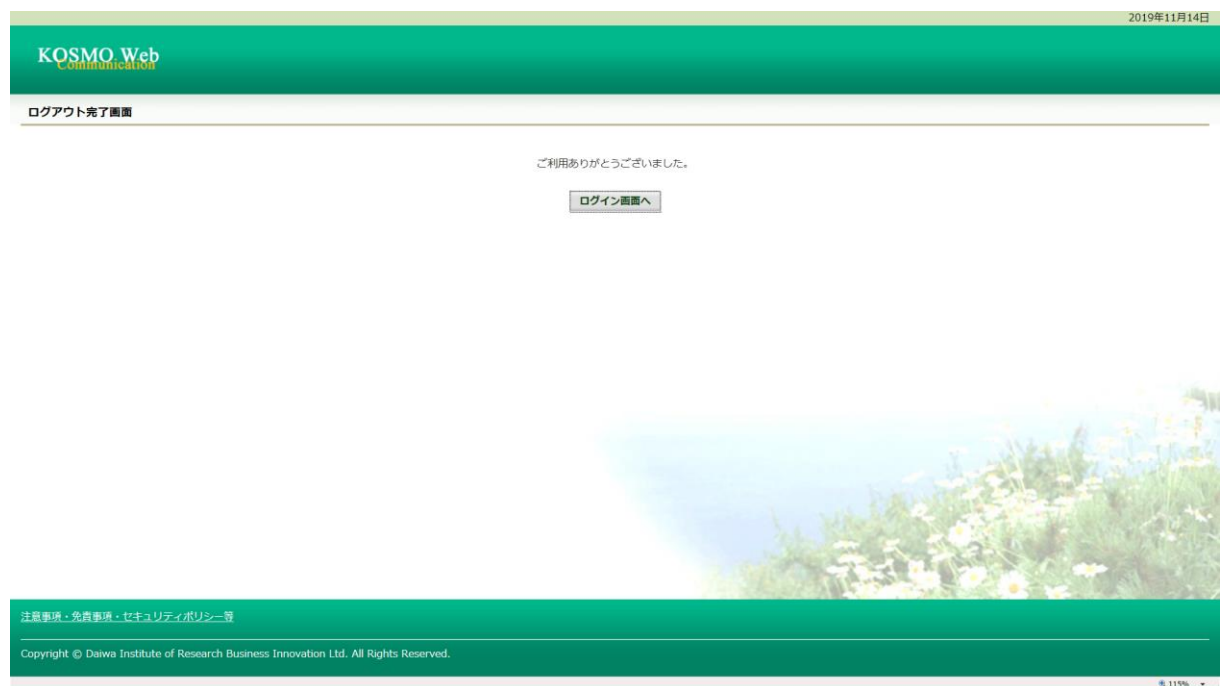 2019年11月14日
KOSMO Web
Communication
ログアウト完了画面
ご利用ありがとうございました。
ログイン画面へ
注意事項・免責事項・セキュリティポリシー等
Copyright © Daiwa Institute of Research Business Innovation Ltd. All Rights Reserved.
115%